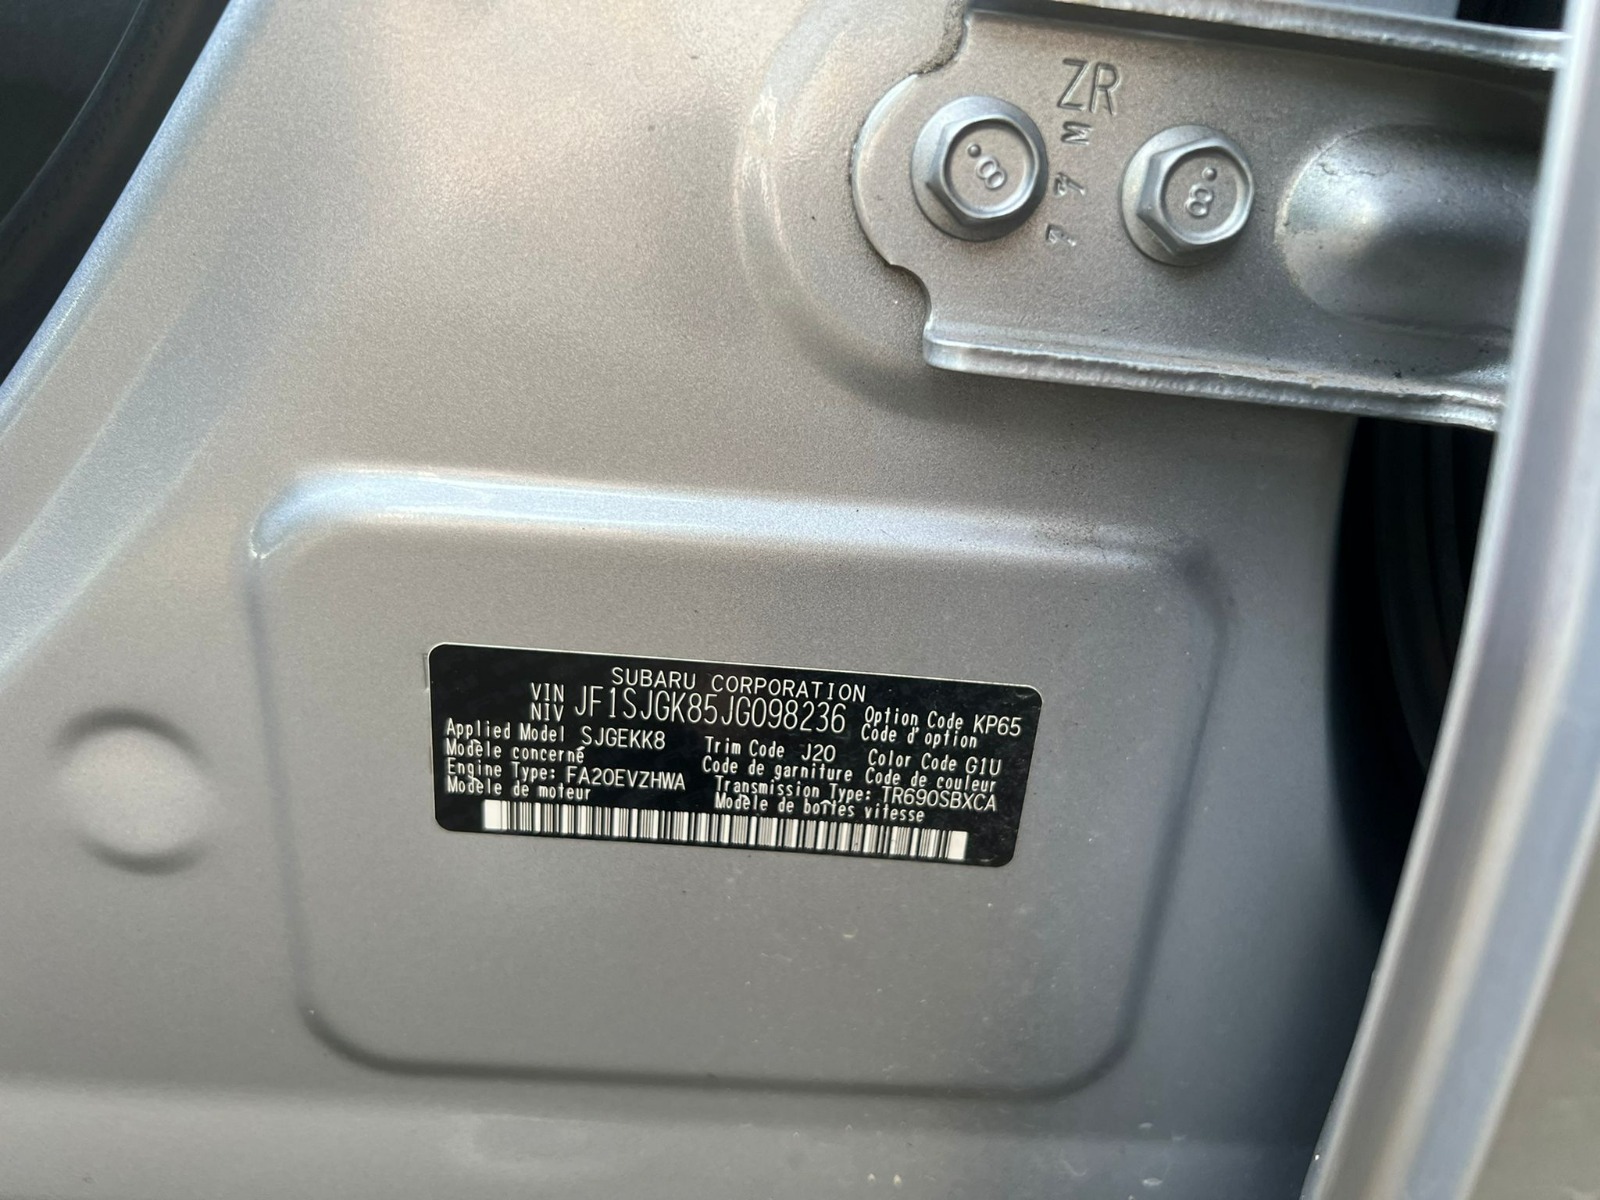 ZR
8
8
SUBARU CORPORATION
VIN
NIV JF1SJGK85JG098236
Option Code KP65
Code d'option
Applied Model SJGEKK8
Modèle concerné
Trim Code J20
Code de garniture
Color Code G1U
Code de couleur
Engine Type: FA20EVZHWA
Modèle de moteur
Transmission Type: TR690SBXCA
Modèle de boîtes vitesse